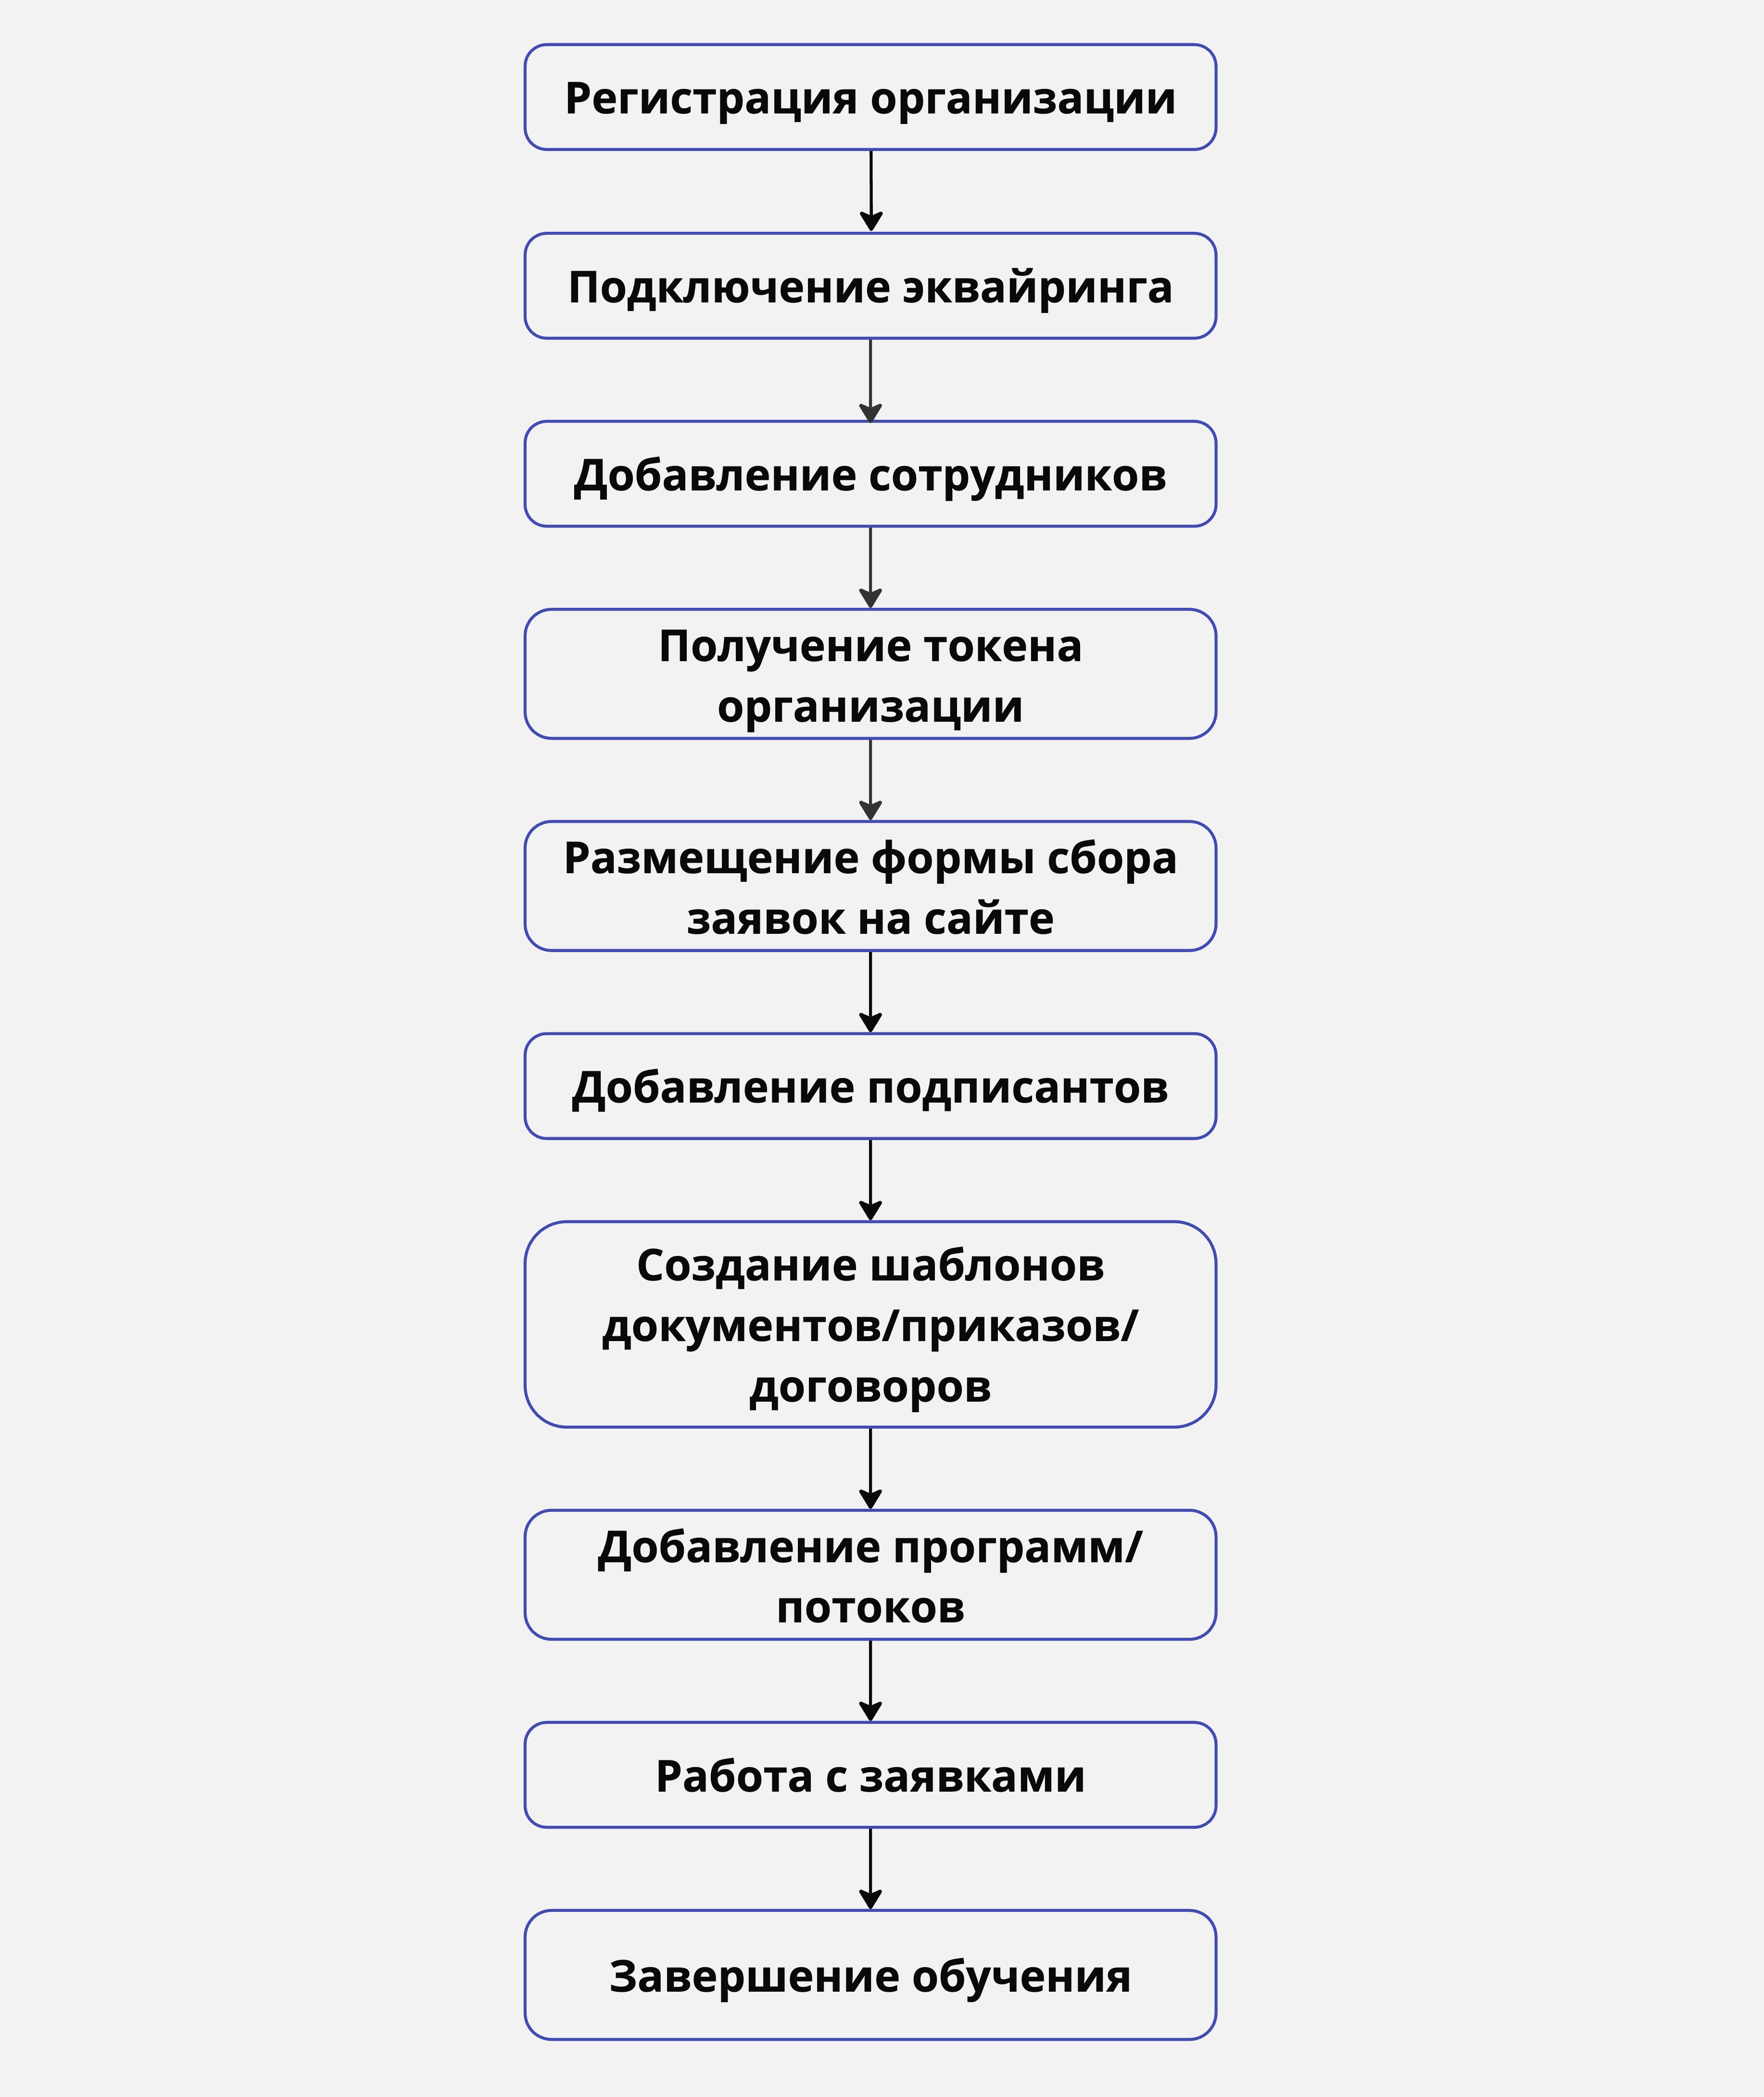 Регистрация организации
Подключение эквайринга
Добавление сотрудников
Получение токена
организации
Размещение формы сбора
заявок на сайте
Добавление подписантов
Создание шаблонов
документов/приказов/
договоров
Добавление программ/
потоков
Работа с заявками
Завершение обучения